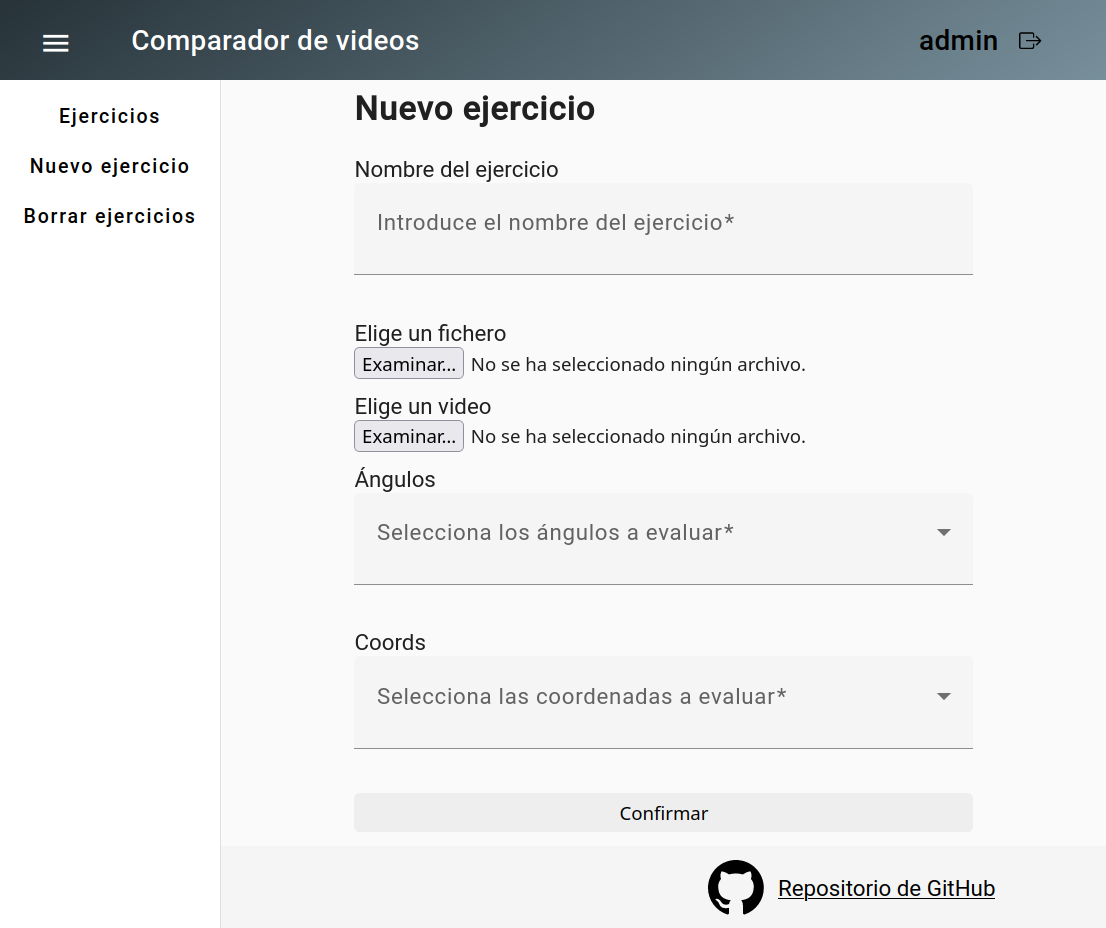 Comparador de videos
admin
Ejercicios
Nuevo ejercicio
Borrar ejercicios
Nuevo ejercicio
Nombre del ejercicio
Introduce el nombre del ejercicio*
Elige un fichero
Examinar... No se ha seleccionado ningún archivo.
Elige un video
Examinar... No se ha seleccionado ningún archivo.
Ángulos
Selecciona los ángulos a evaluar*
Coords
Selecciona las coordenadas a evaluar*
Confirmar
Repositorio de GitHub